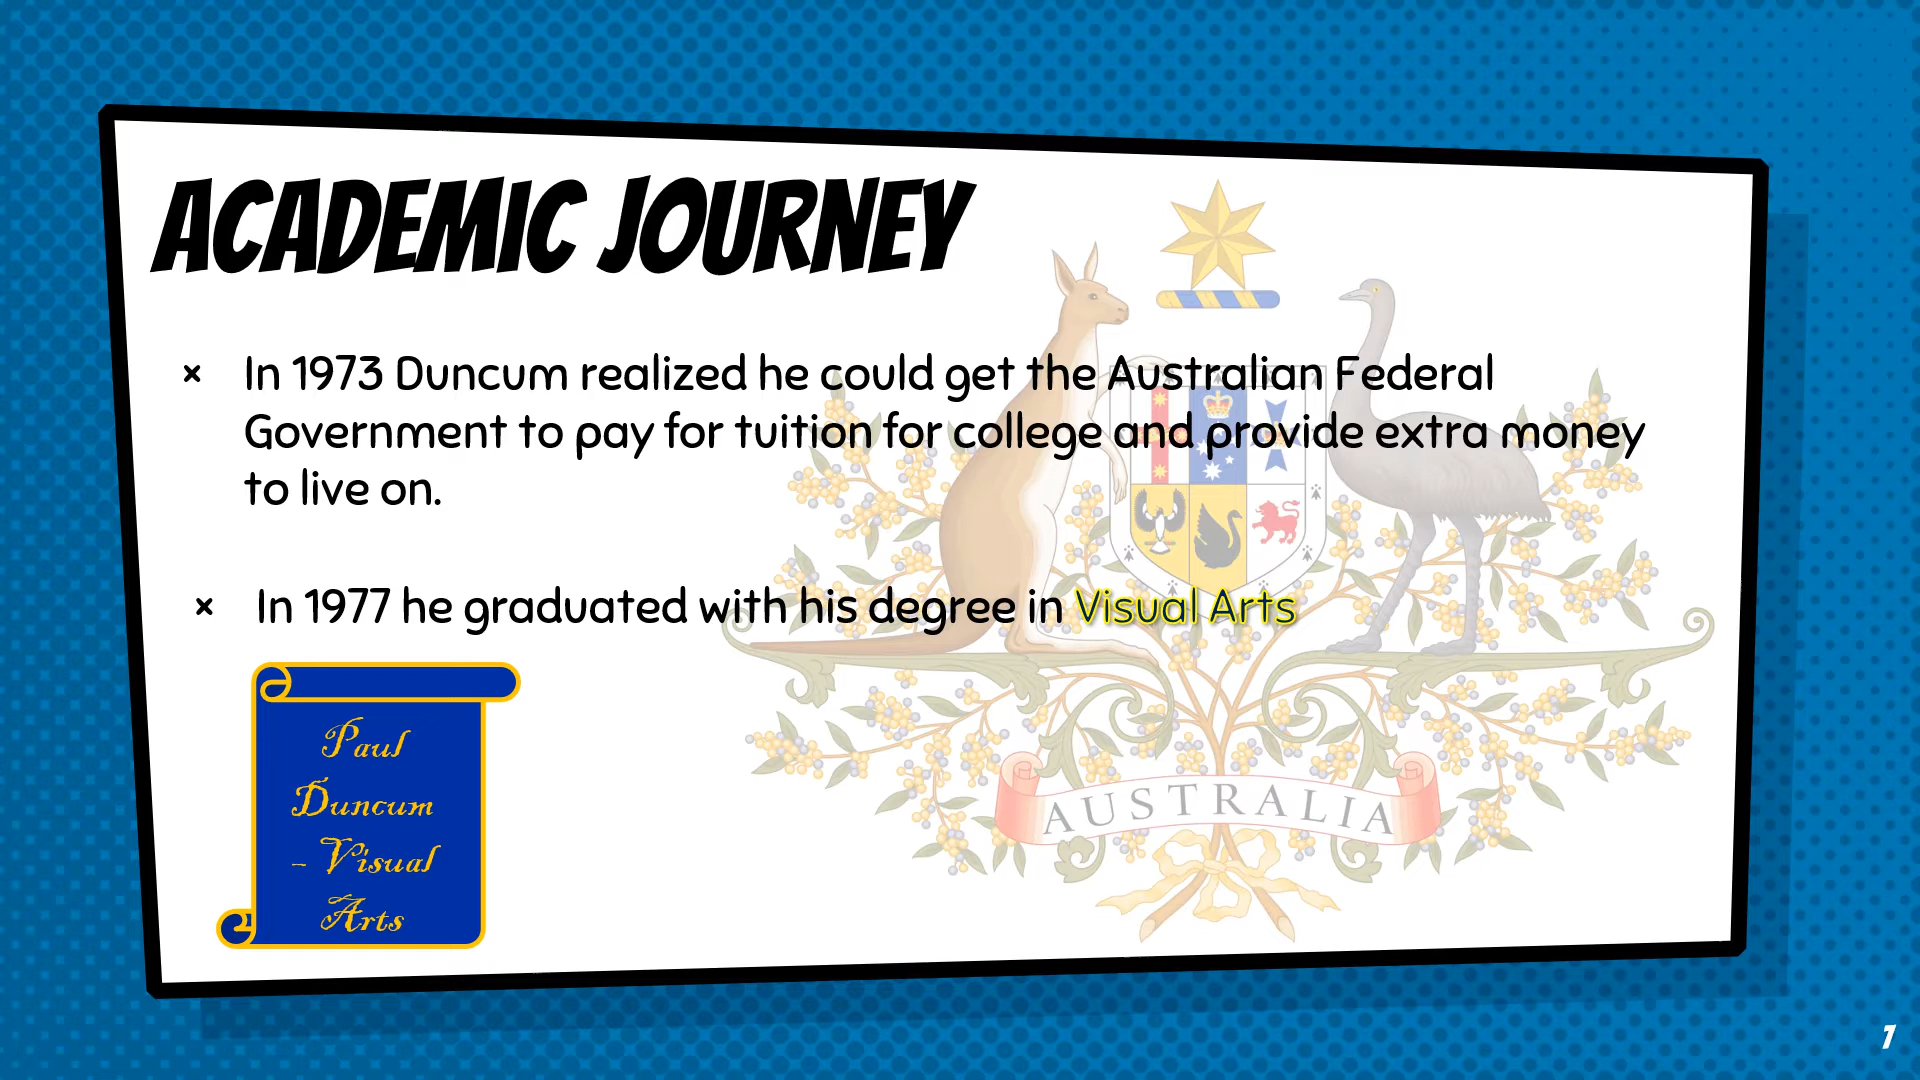 ACADEMIC JOURNEY
× In 1973 Duncum realized he could get the Australian Federal
Government to pay for tuition for college and provide extra money
to live on.
× In 1977 he graduated with his degree in Visual Arts
Paul
Duncum
- Visual
Arts
AUSTRALIA
7